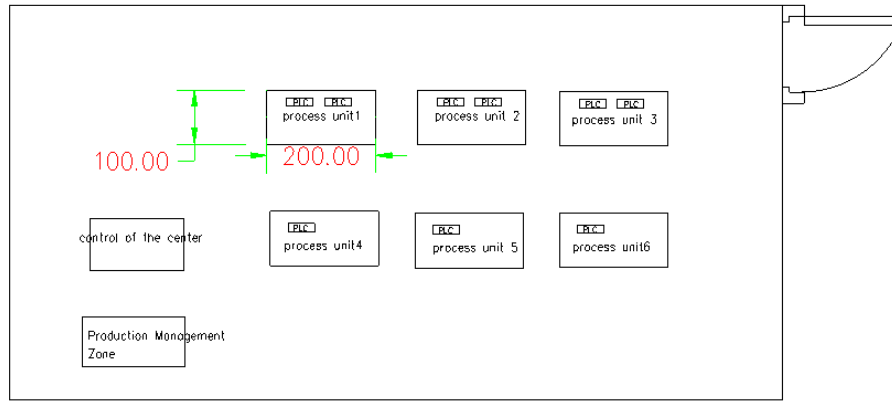 PLC PLC
process unit1
PLC PLC
process unit 2
PLC PLC
process unit 3
100.00
200.00
control of the center
PLC
process unit4
PLC
process unit 5
PLC
process unit6
Production Management
Zone